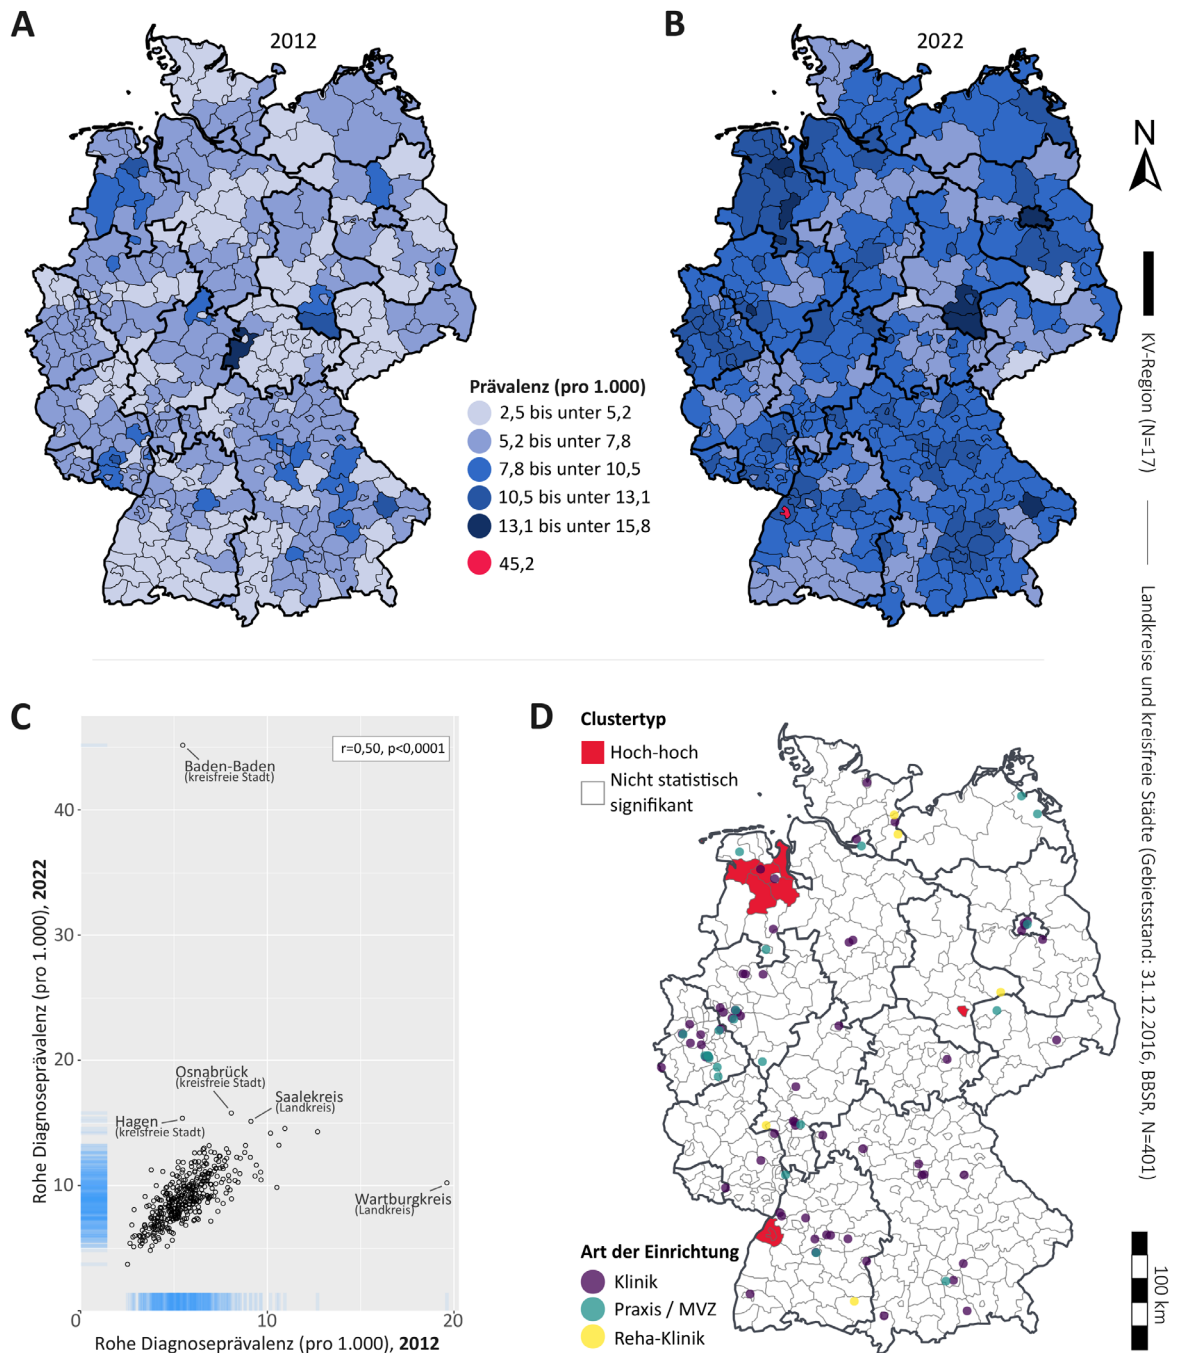 A
2012
B
2022
N
Prävalenz (pro 1.000)
2,5 bis unter 5,2
5,2 bis unter 7,8
7,8 bis unter 10,5
10,5 bis unter 13,1
13,1 bis unter 15,8
45,2
KV-Region (N=17)
Landkreise und kreisfreie Städte (Gebietsstand: 31.12.2016, BBSR, N=401)
C
r=0,50, p<0,0001
Baden-Baden
(kreisfreie Stadt)
40
30
20
10
Osnabrück
(kreisfreie Stadt)
Saalekreis
(Landkreis)
Hagen
(kreisfreie Stadt)
Wartburgkreis
(Landkreis)
Rohe Diagnoseprävalenz (pro 1.000), 2022
0
10
20
Rohe Diagnoseprävalenz (pro 1.000), 2012
D
Clustertyp
Hoch-hoch
Nicht statistisch
signifikant
Art der Einrichtung
Klinik
Praxis / MVZ
Reha-Klinik
100 km